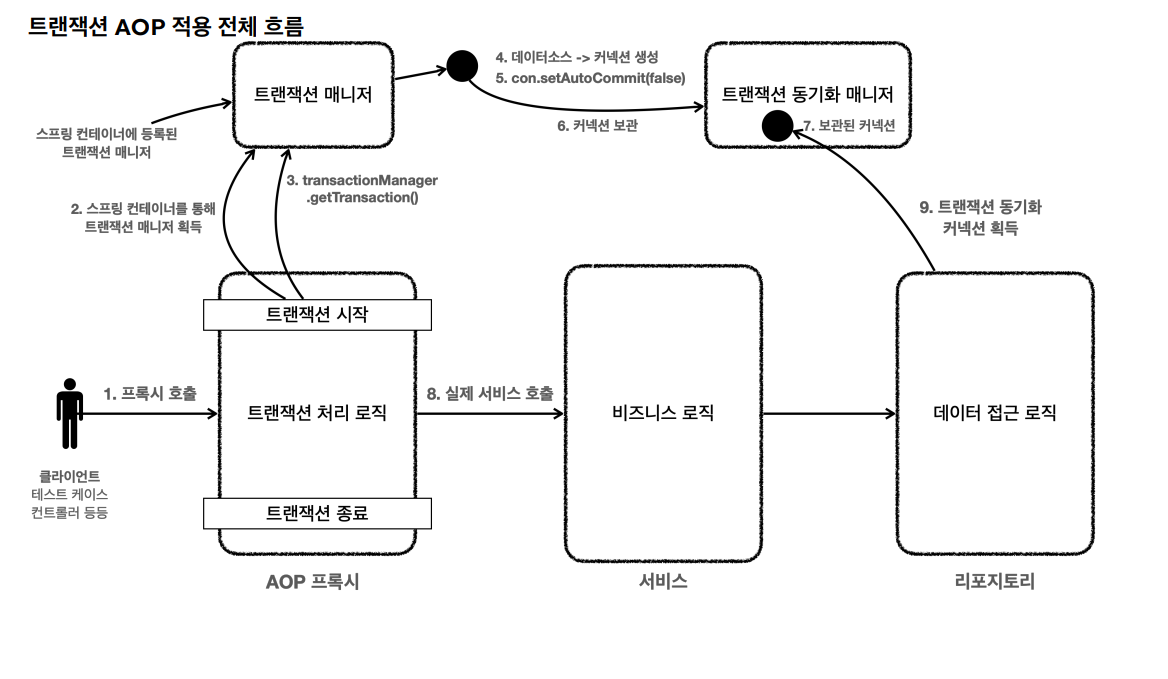 트랜잭션 AOP 적용 전체 흐름
트랜잭션 매니저
4. 데이터소스 -> 커넥션 생성
5. con.setAutoCommit(false)
6. 커넥션 보관
트랜잭션 동기화 매니저
7. 보관된 커넥션
스프링 컨테이너에 등록된
트랜잭션 매니저
2. 스프링 컨테이너를 통해
트랜잭션 매니저 획득
3. transactionManager
.getTransaction()
9. 트랜잭션 동기화
커넥션 획득
트랜잭션 시작
1. 프록시 호출
트랜잭션 처리 로직
8. 실제 서비스 호출
비즈니스 로직
데이터 접근 로직
클라이언트
테스트 케이스
컨트롤러 등등
트랜잭션 종료
AOP 프록시
서비스
리포지토리